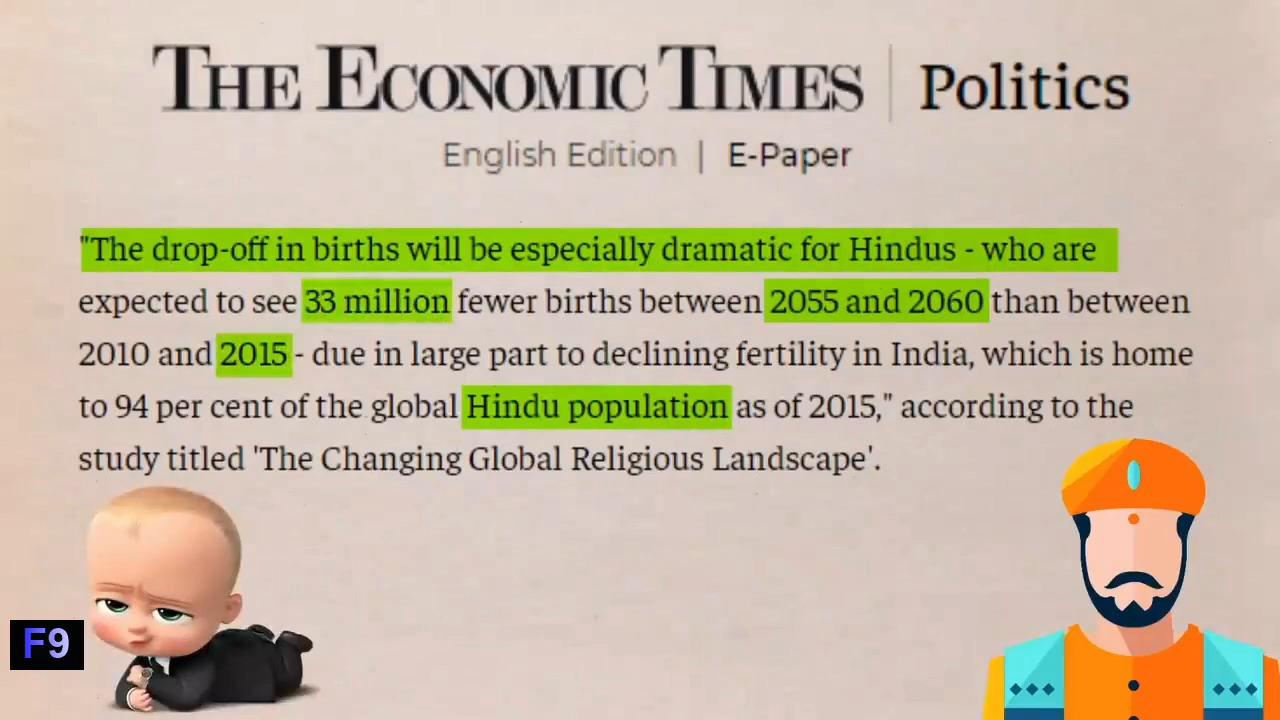 THE ECONOMIC TIMES | Politics
English Edition | E-Paper
"The drop-off in births will be especially dramatic for Hindus - who are
expected to see 33 million fewer births between 2055 and 2060 than between
2010 and 2015 - due in large part to declining fertility in India, which is home
to 94 per cent of the global Hindu population as of 2015," according to the
study titled 'The Changing Global Religious Landscape'.
F9